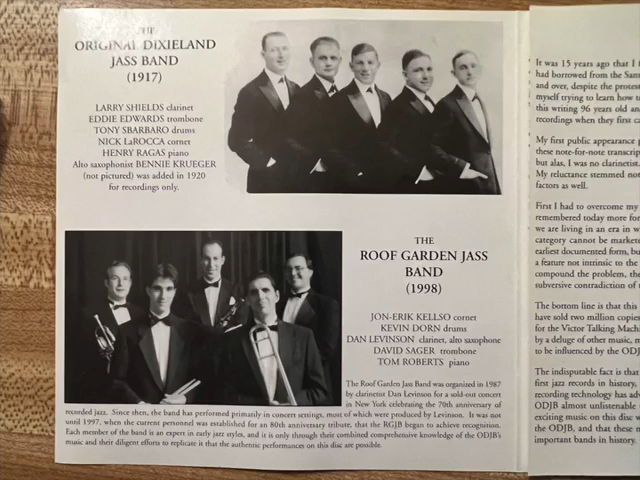 THE
ORIGINAL DIXIELAND
JASS BAND
(1917)
LARRY SHIELDS clarinet
EDDIE EDWARDS trombone
TONY SBARBARO drums
NICK LaROCCA cornet
HENRY RAGAS piano
Alto saxophonist BENNIE KRUEGER
(not pictured) was added in 1920
for recordings only.
THE
ROOF GARDEN JASS
BAND
(1998)
JON-ERIK KELLSO cornet
KEVIN DORN drums
DAN LEVINSON clarinet, alto saxophone
DAVID SAGER trombone
TOM ROBERTS piano
The Roof Garden Jass Band was organized in 1987
by clarinetist Dan Levinson for a sold-out concert
in New York celebrating the 70th anniversary of
recorded jazz. Since then, the band has performed primarily in concert settings, most of which were produced by Levinson. It was not
until 1997, when the current personnel was established for an 80th anniversary tribute, that the RGJB began to achieve recognition.
Each member of the band is an expert in early jazz styles, and it is only through their combined comprehensive knowledge of the ODJB's
music and their diligent efforts to replicate it that the authentic performances on this disc are possible.
It was 15 years ago that I
had borrowed from the San
and over, despite the protes
myself trying to learn how t
this writing 96 years old an
recordings when they first c
My first public appearance
these note-for-note transcrip
but alas, I was no clarinetist.
My reluctance stemmed not
factors as well.
First I had to overcome my
remembered today more for
we are living in an era in w
category cannot be markete
earliest documented form, bu
a feature not intrinsic to the
compound the problem, the
subversive contradiction of
The bottom line is that this
have sold two million copies
for the Victor Talking Machi
by a deluge of other music, m
to be influenced by the ODJ
The indisputable fact is that
first jazz records in history,
recording technology has adv
ODJB almost unlistenable
exciting music on this disc w
the ODJB, and that these n
important bands in history.